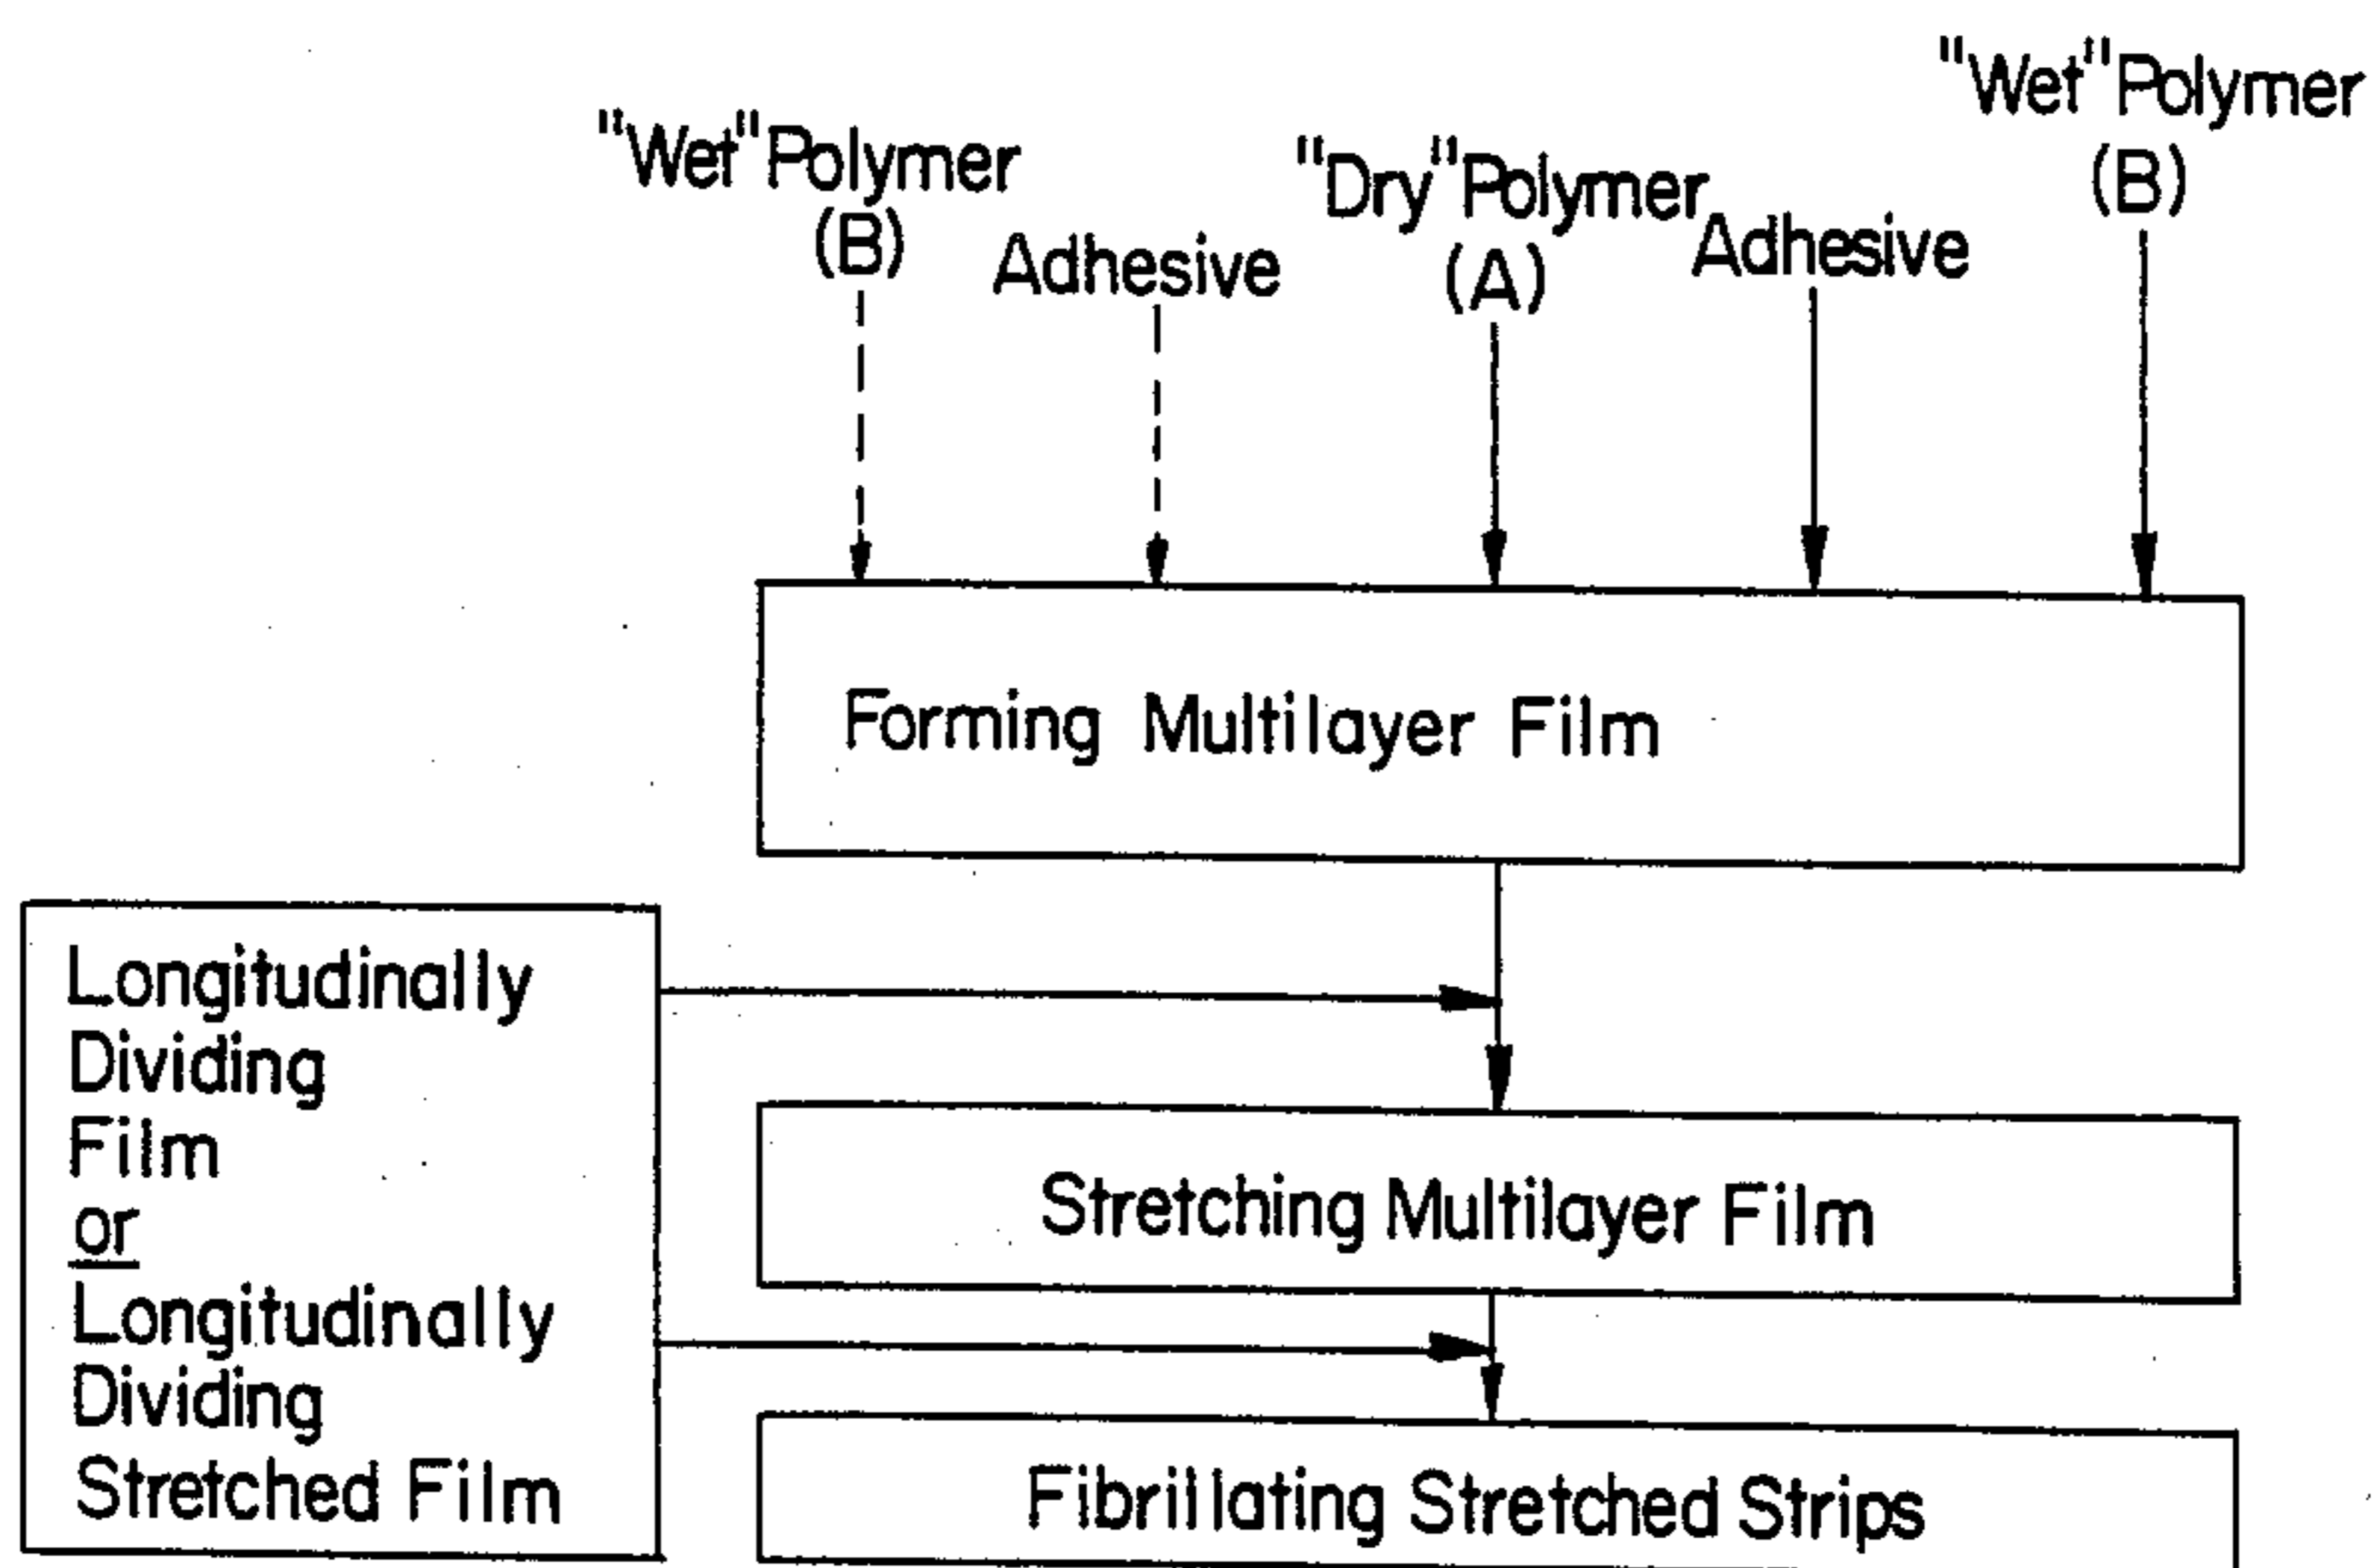 "Wet" Polymer
(B)
Adhesive
"Dry" Polymer
(A)
Adhesive
"Wet" Polymer
(B)
Forming Multilayer Film
Longitudinally
Dividing
Film
or
Longitudinally
Dividing
Stretched Film
Stretching Multilayer Film
Fibrillating Stretched Strips